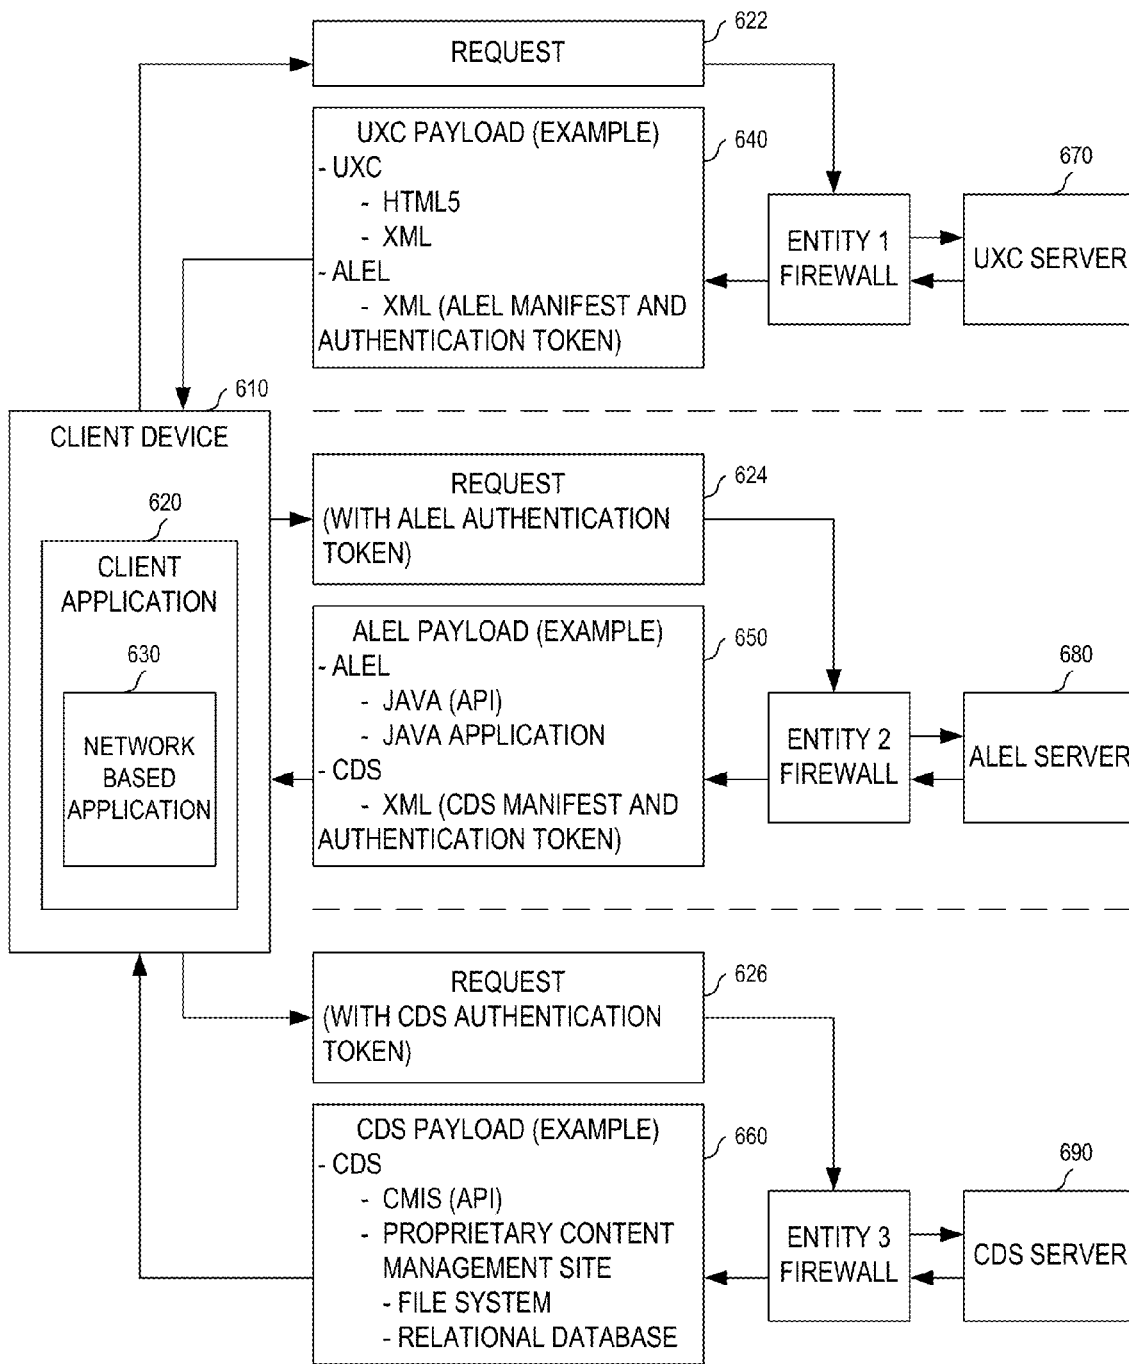 622
REQUEST
UXC PAYLOAD (EXAMPLE)
- UXC
- HTML5
- XML
- ALEL
- XML (ALEL MANIFEST AND
AUTHENTICATION TOKEN)
640
ENTITY 1
FIREWALL
670
UXC SERVER
610
CLIENT DEVICE
620
CLIENT
APPLICATION
630
NETWORK
BASED
APPLICATION
REQUEST
(WITH ALEL AUTHENTICATION
TOKEN)
624
ALEL PAYLOAD (EXAMPLE)
- ALEL
- JAVA (API)
- JAVA APPLICATION
- CDS
- XML (CDS MANIFEST AND
AUTHENTICATION TOKEN)
650
ENTITY 2
FIREWALL
680
ALEL SERVER
REQUEST
(WITH CDS AUTHENTICATION
TOKEN)
626
CDS PAYLOAD (EXAMPLE)
- CDS
- CMIS (API)
- PROPRIETARY CONTENT
MANAGEMENT SITE
- FILE SYSTEM
- RELATIONAL DATABASE
660
ENTITY 3
FIREWALL
690
CDS SERVER